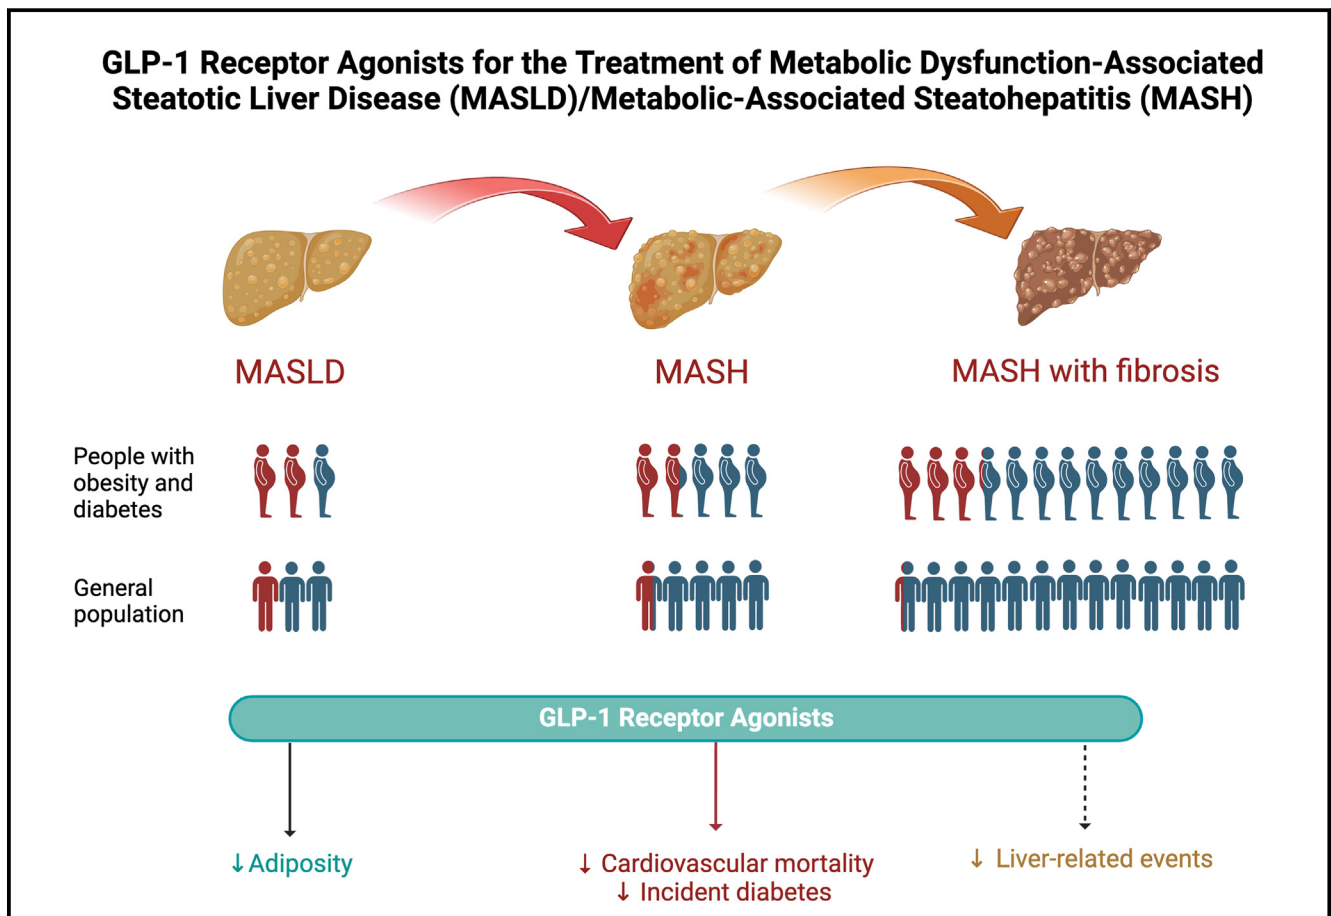 GLP-1 Receptor Agonists for the Treatment of Metabolic Dysfunction-Associated
Steatotic Liver Disease (MASLD)/Metabolic-Associated Steatohepatitis (MASH)
MASLD
MASH
MASH with fibrosis
People with
obesity and
diabetes
General
population
GLP-1 Receptor Agonists
↓Adiposity
↓ Cardiovascular mortality
↓ Incident diabetes
↓ Liver-related events